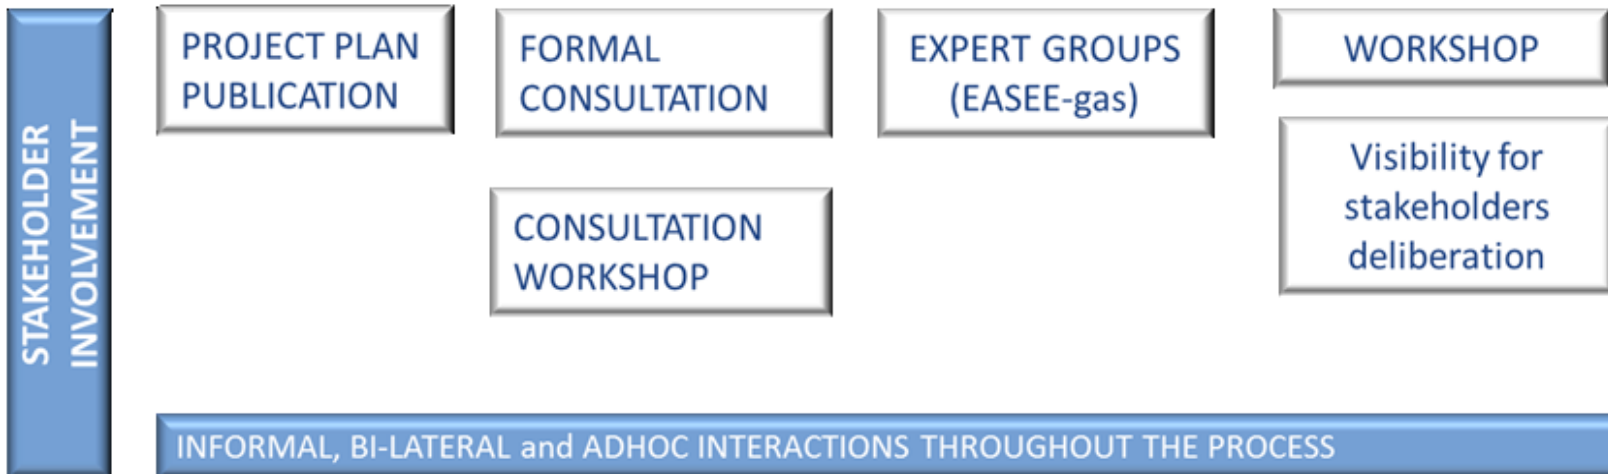 STAKEHOLDER
INVOLVEMENT
PROJECT PLAN
PUBLICATION
FORMAL
CONSULTATION
CONSULTATION
WORKSHOP
EXPERT GROUPS
(EASEE-gas)
WORKSHOP
Visibility for
stakeholders
deliberation
INFORMAL, BI-LATERAL and ADHOC INTERACTIONS THROUGHOUT THE PROCESS